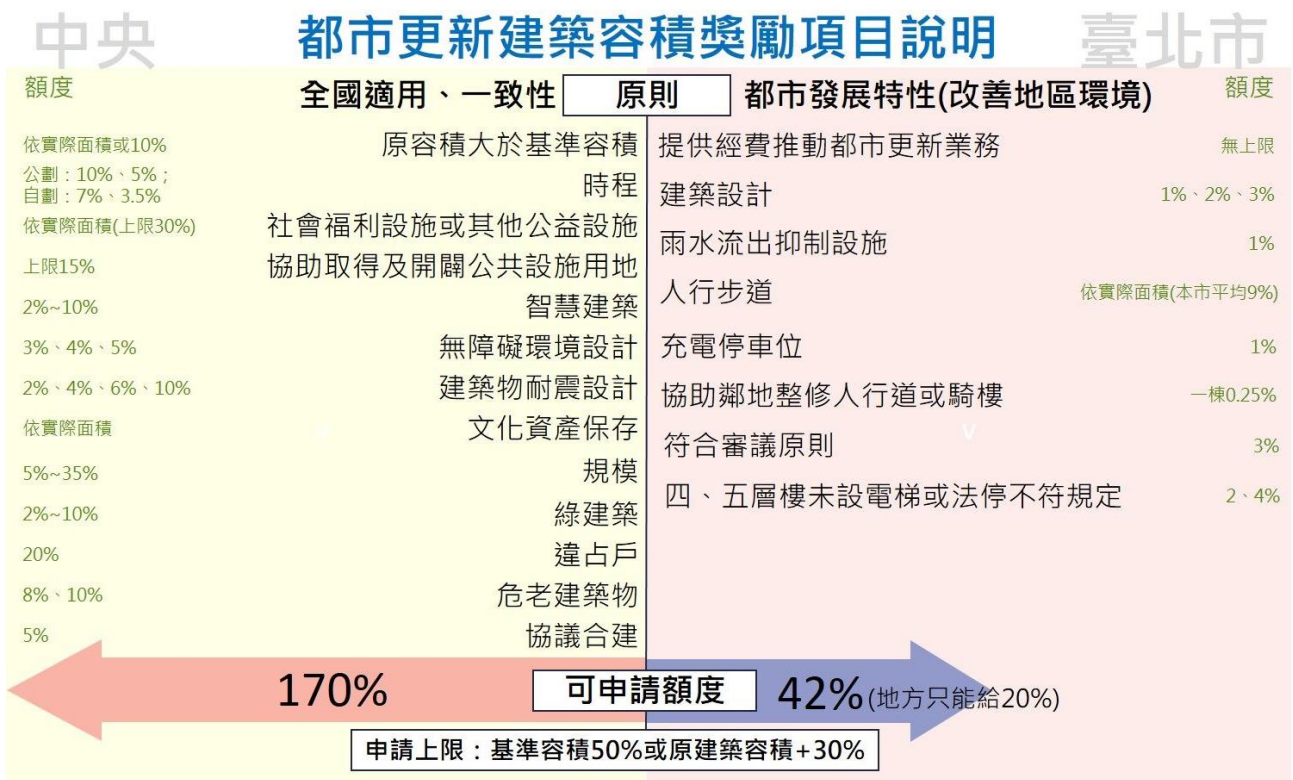 中央
都市更新建築容積獎勵項目說明
臺北市
額度
全國適用、一致性
原則
都市發展特性(改善地區環境)
額度
依實際面積或10%
原容積大於基準容積
公劃：10%、5%；
自劃：7%、3.5%
時程
依實際面積(上限30%)
社會福利設施或其他公益設施
上限15%
協助取得及開闢公共設施用地
2%~10%
智慧建築
3%、4%、5%
無障礙環境設計
2%、4%、6%、10%
建築物耐震設計
依實際面積
文化資產保存
5%~35%
規模
2%~10%
綠建築
20%
違占戶
8%、10%
危老建築物
5%
協議合建
提供經費推動都市更新業務
無上限
建築設計
1%、2%、3%
雨水流出抑制設施
1%
人行步道
依實際面積(本市平均9%)
充電停車位
1%
協助鄰地整修人行道或騎樓
一棟0.25%
符合審議原則
3%
四、五層樓未設電梯或法停不符規定
2、4%
v
v
170%
可申請額度
42%(地方只能給20%)
申請上限：基準容積50%或原建築容積+30%